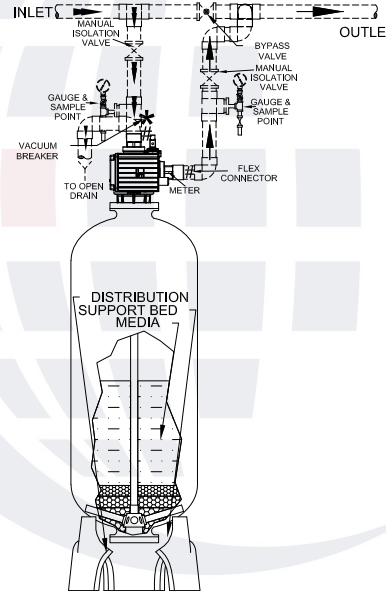 INLET
OUTLE
MANUAL
ISOLATION
VALVE
BYPASS
VALVE
MANUAL
ISOLATION
VALVE
GAUGE &
SAMPLE
POINT
GAUGE &
SAMPLE
POINT
VACUUM
BREAKER
FLEX
CONNECTOR
METER
TO OPEN
DRAIN
DISTRIBUTION
SUPPORT BED
MEDIA